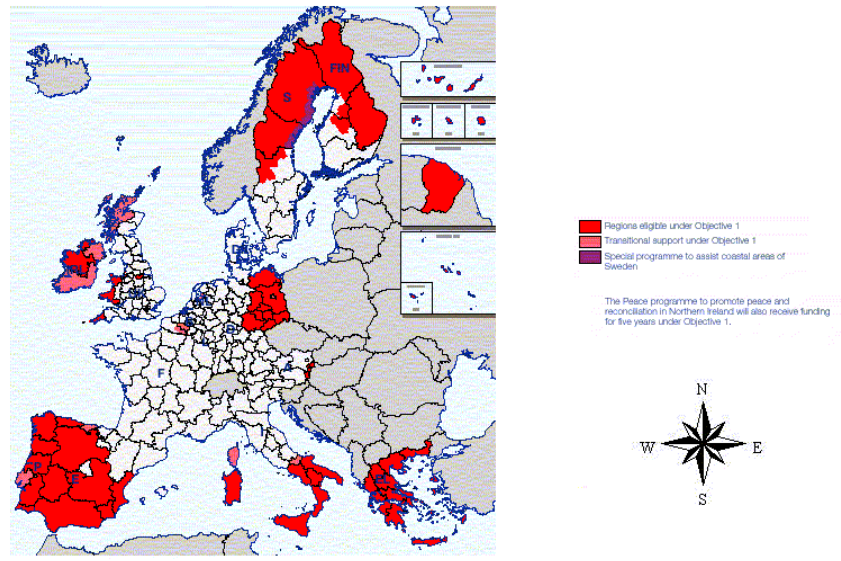 FIN
S
F
P
E
EL
Regions eligible under Objective 1
Transitional support under Objective 1
Special programme to assist coastal areas of
Sweden
The Peace programme to promote peace and
reconciliation in Northern Ireland will also receive funding
for five years under Objective 1.
N
W
E
S